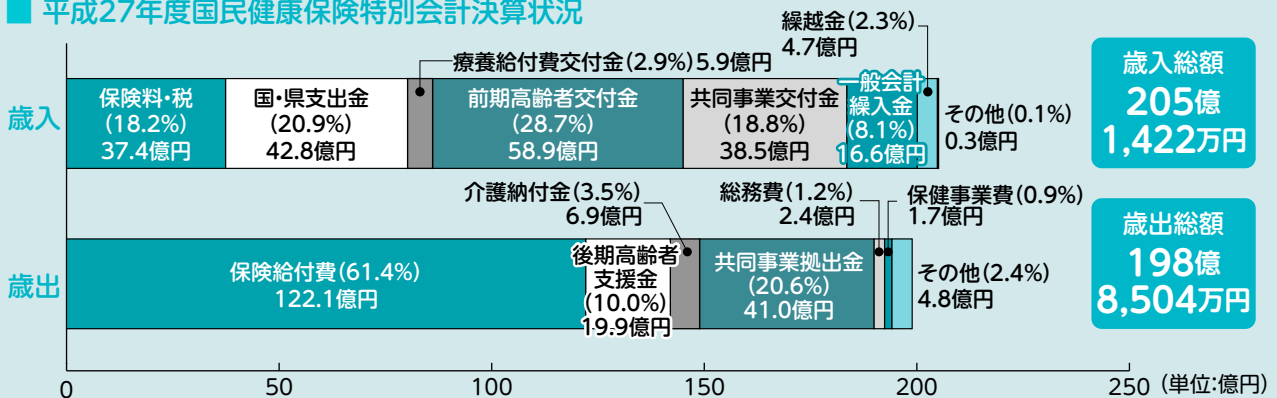 ■ 平成27年度国民健康保険特別会計決算状況
歳入
保険料・税
(18.2%)
37.4億円
国・県支出金
(20.9%)
42.8億円
療養給付費交付金(2.9%)5.9億円
前期高齢者交付金
(28.7%)
58.9億円
共同事業交付金
(18.8%)
38.5億円
一般会計
繰入金
(8.1%)
16.6億円
繰越金(2.3%)
4.7億円
その他(0.1%)
0.3億円
歳入総額
205億
1,422万円
歳出
保険給付費(61.4%)
122.1億円
後期高齢者
支援金
(10.0%)
19.9億円
介護納付金(3.5%)
6.9億円
共同事業拠出金
(20.6%)
41.0億円
総務費(1.2%)
2.4億円
保健事業費(0.9%)
1.7億円
その他(2.4%)
4.8億円
歳出総額
198億
8,504万円
0 50 100 150 200 250 (単位:億円)